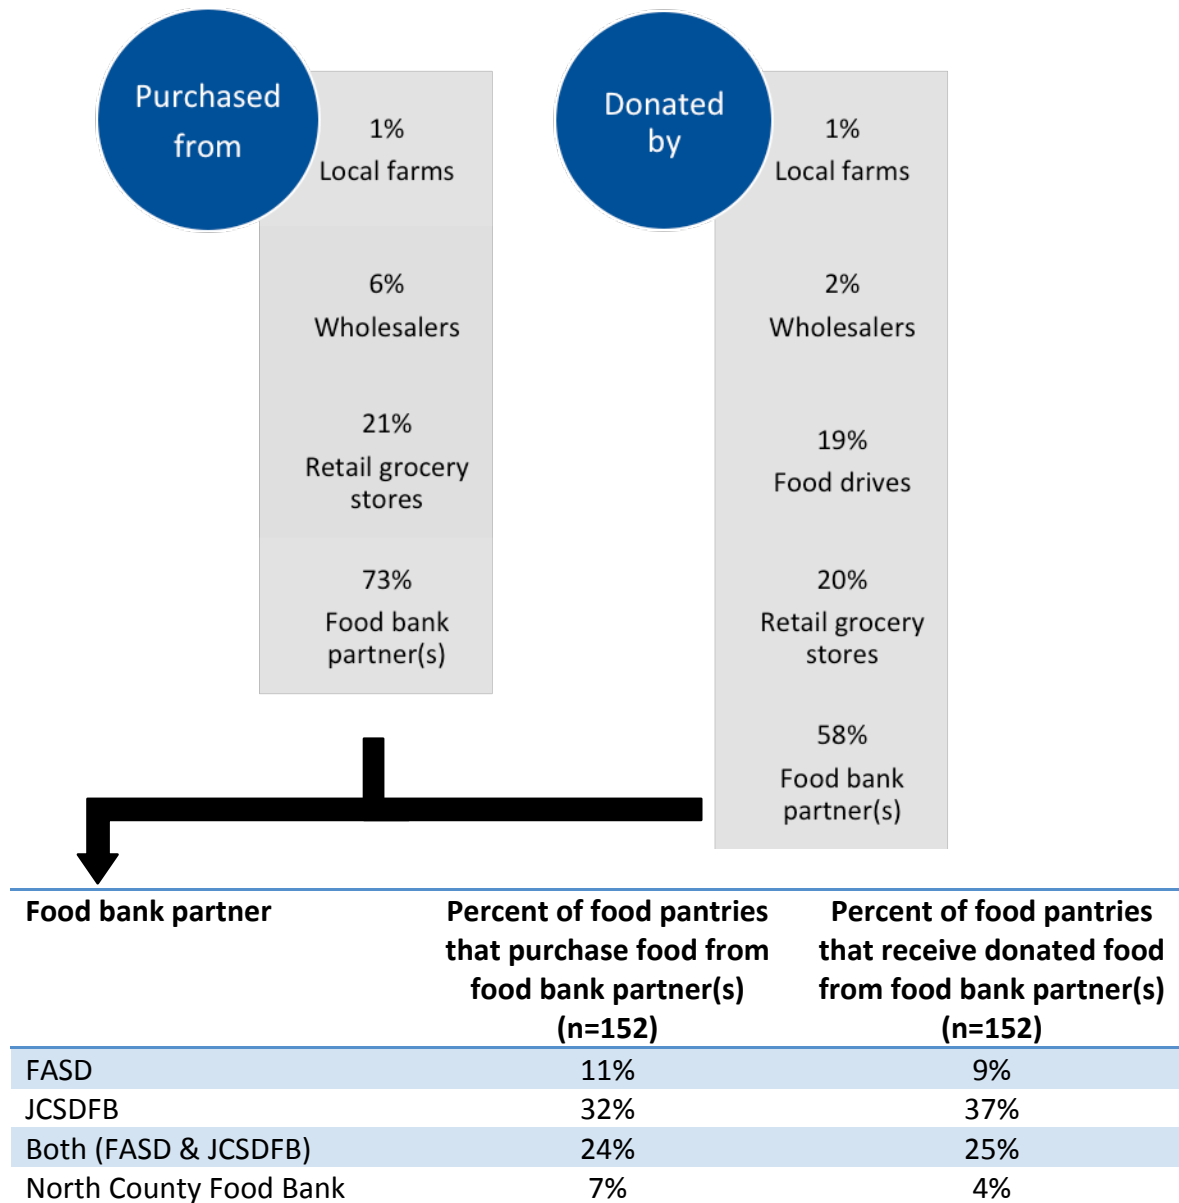 Purchased
from
1%
Local farms
6%
Wholesalers
21%
Retail grocery
stores
73%
Food bank
partner(s)
Donated
by
1%
Local farms
2%
Wholesalers
19%
Food drives
20%
Retail grocery
stores
58%
Food bank
partner(s)
Food bank partner
Percent of food pantries
that purchase food from
food bank partner(s)
(n=152)
Percent of food pantries
that receive donated food
from food bank partner(s)
(n=152)
FASD 11% 9%
JCSDFB 32% 37%
Both (FASD & JCSDFB) 24% 25%
North County Food Bank 7% 4%